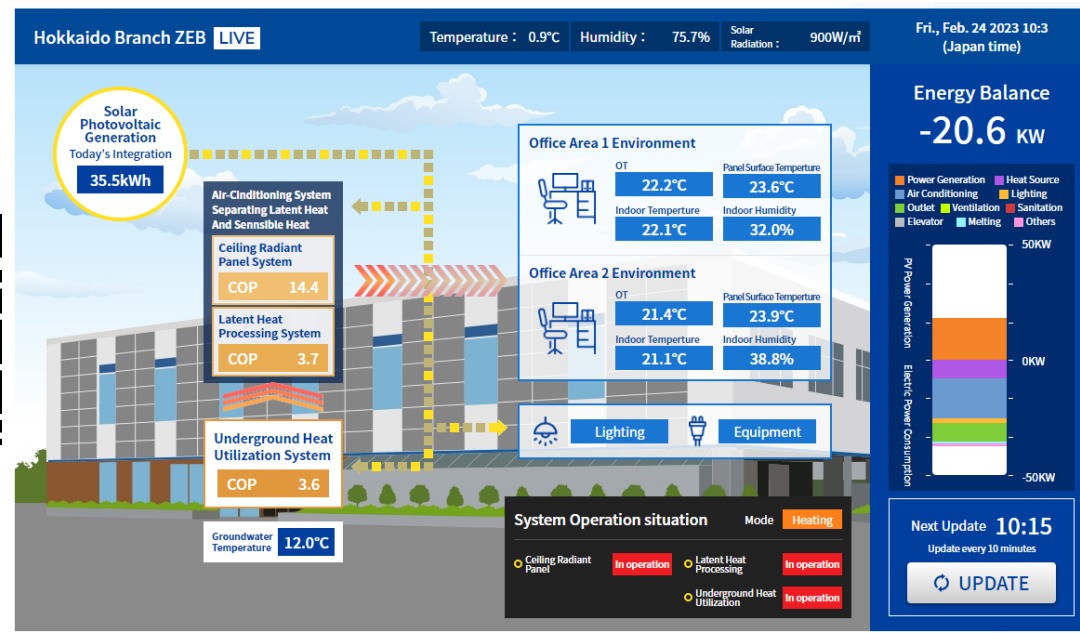 Hokkaido Branch ZEB LIVE
Temperature : 0.9℃
Humidity : 75.7%
Solar
Radiation : 900W/㎡
Fri., Feb. 24 2023 10:3
(Japan time)
Solar
Photovoltaic
Generation
Today's Integration
35.5kWh
Air-Cinditioning System
Separating Latent Heat
And Sennsible Heat
Ceiling Radiant
Panel System
COP 14.4
Latent Heat
Processing System
COP 3.7
Underground Heat
Utilization System
COP 3.6
Groundwater
Temperature
12.0℃
Office Area 1 Environment
OT
22.2℃
Panel Surface Temperture
23.6℃
Indoor Temperture
22.1℃
Indoor Humidity
32.0%
Office Area 2 Environment
OT
21.4℃
Panel Surface Temperture
23.9℃
Indoor Temperture
21.1℃
Indoor Humidity
38.8%
Lighting
Equipment
System Operation situation
Mode Heating
Ceiling Radiant
Panel
In operation
Latent Heat
Processing
In operation
Underground Heat
Utilization
In operation
Energy Balance
-20.6 KW
Power Generation Heat Source
Air Conditioning Lighting
Outlet Ventilation Sanitation
Elevator Melting Others
50KW
0KW
-50KW
PV Power Generation
Electric Power Consumption
Next Update 10:15
Update every 10 minutes
UPDATE